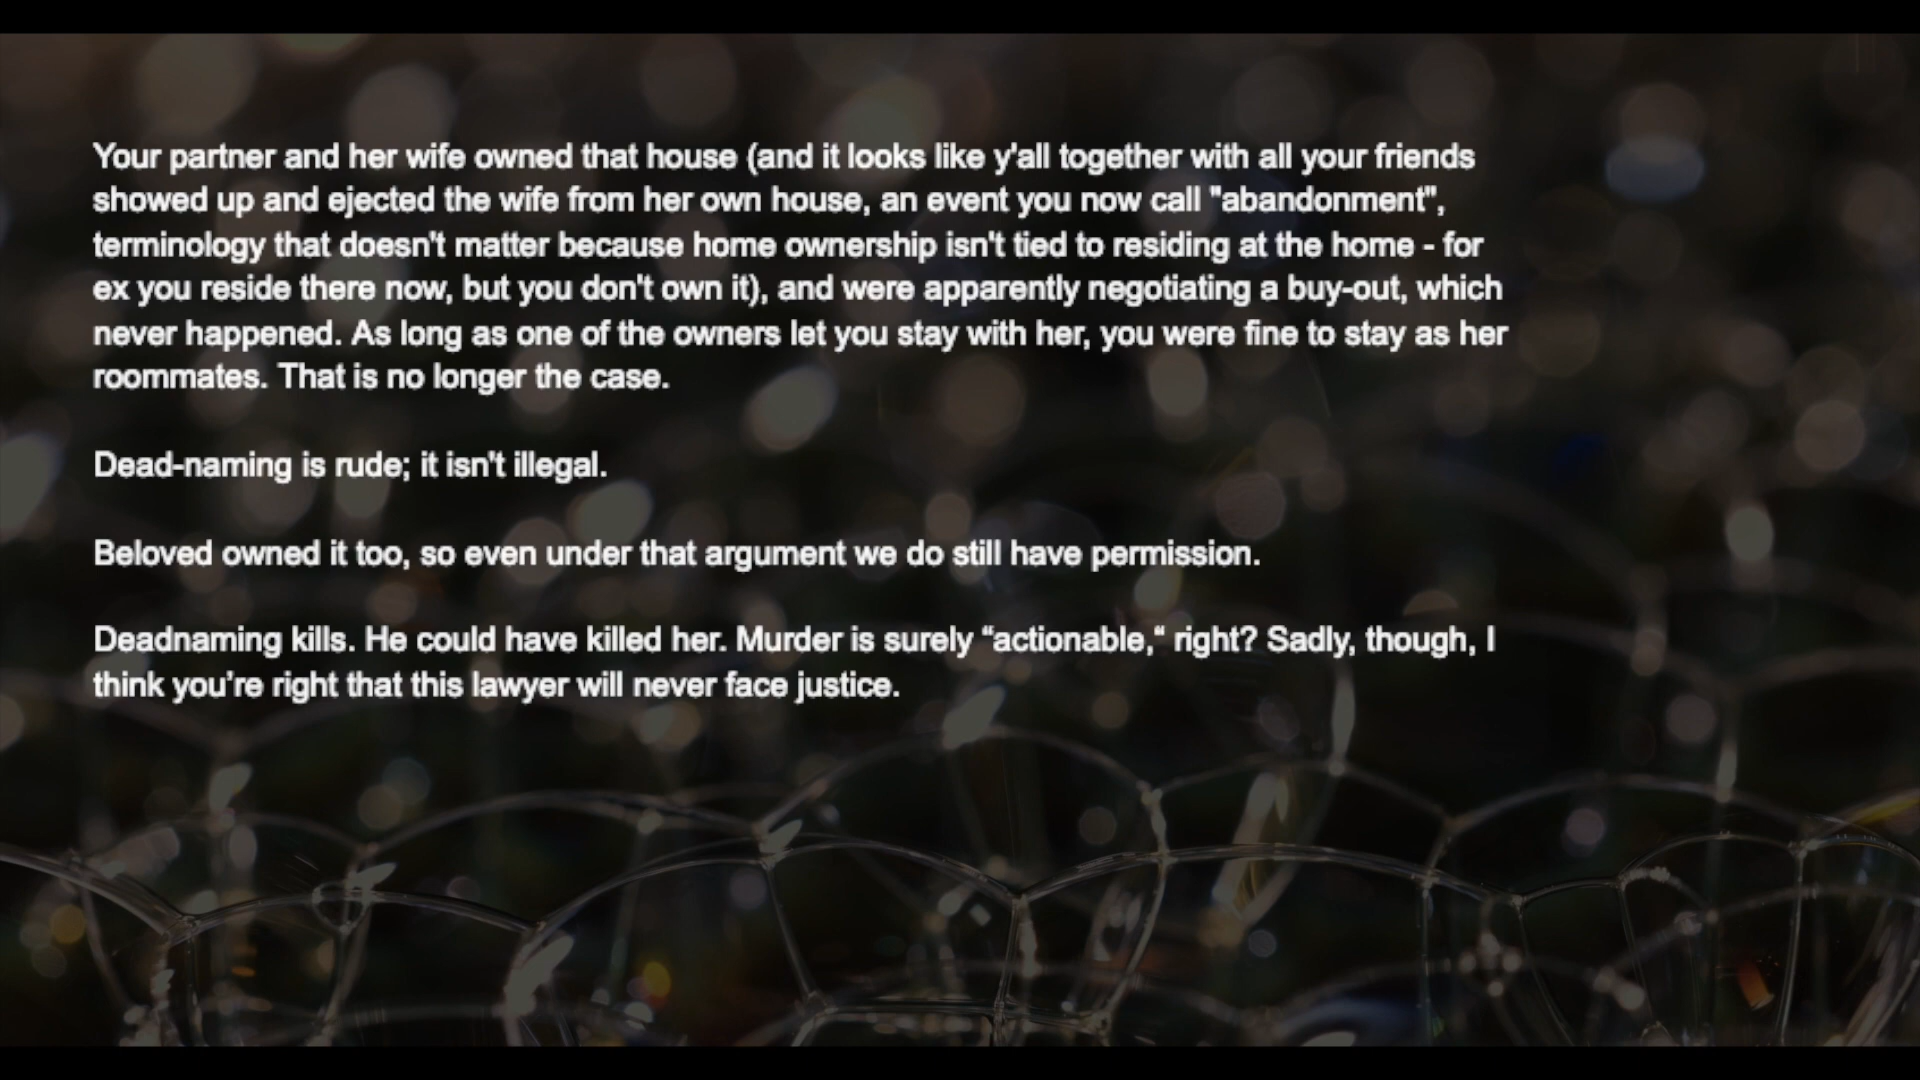 Your partner and her wife owned that house (and it looks like y'all together with all your friends
showed up and ejected the wife from her own house, an event you now call "abandonment",
terminology that doesn't matter because home ownership isn't tied to residing at the home - for
ex you reside there now, but you don't own it), and were apparently negotiating a buy-out, which
never happened. As long as one of the owners let you stay with her, you were fine to stay as her
roommates. That is no longer the case.
Dead-naming is rude; it isn't illegal.
Beloved owned it too, so even under that argument we do still have permission.
Deadnaming kills. He could have killed her. Murder is surely “actionable,“ right? Sadly, though, I
think you’re right that this lawyer will never face justice.